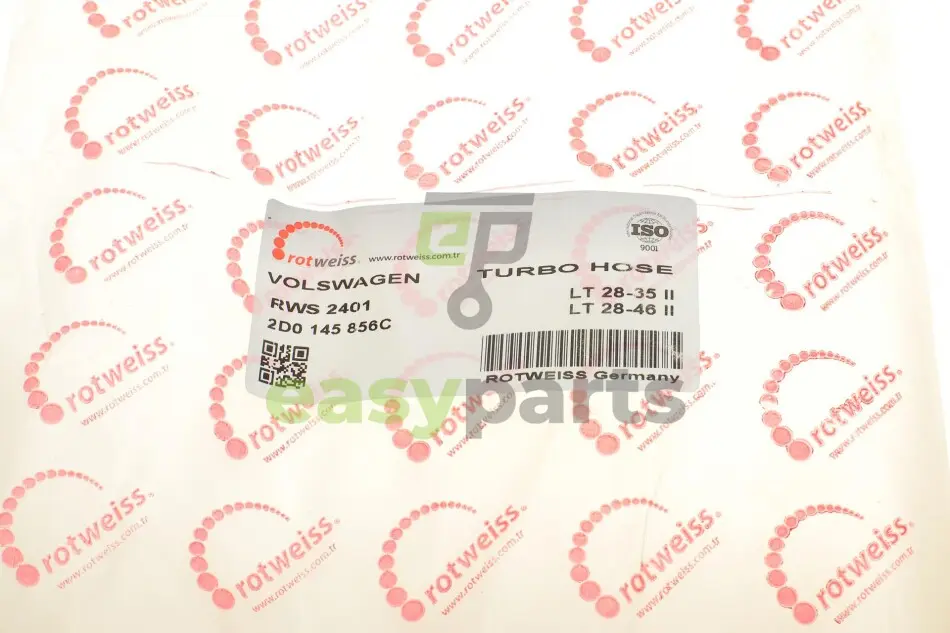 rotweiss® www.rotweiss.com.tr
ISO
9001
VOLSWAGEN
TURBO HOSE
RWS 2401
LT 28-35 II
2D0 145 856C
LT 28-46 II
ROTWEISS Germany
easyparts
rotweiss®
www.rotweiss.com.tr